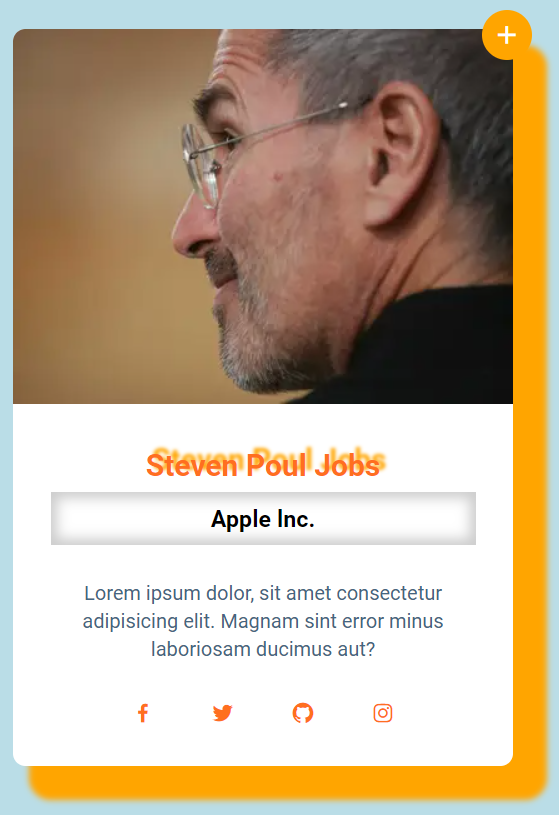 +
Steven Poul Jobs
Apple Inc.
Lorem ipsum dolor, sit amet consectetur
adipisicing elit. Magnam sint error minus
laboriosam ducimus aut?